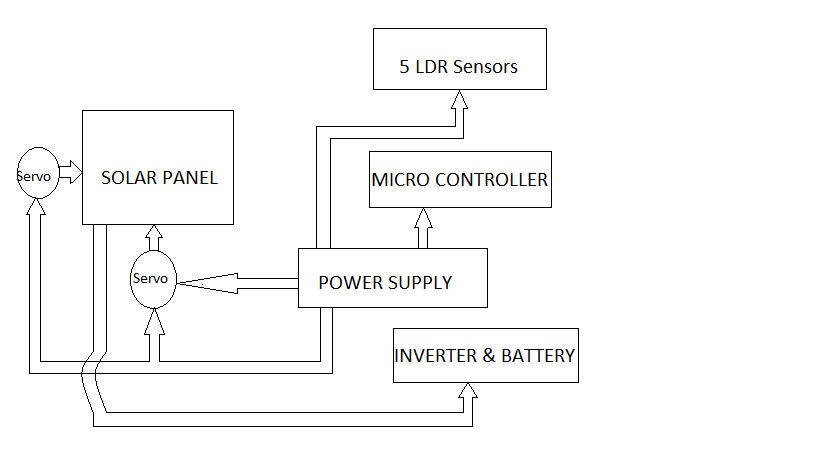 5 LDR Sensors
Servo
SOLAR PANEL
MICRO CONTROLLER
Servo
POWER SUPPLY
INVERTER & BATTERY